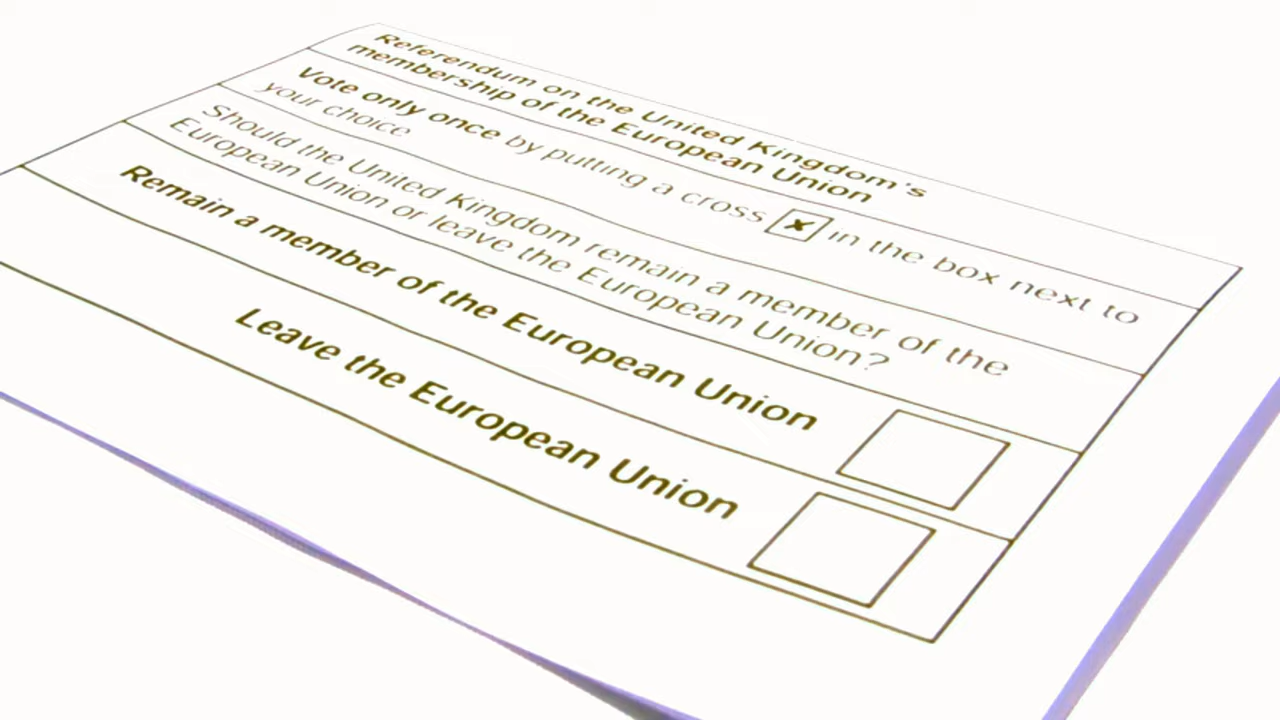 Referendum on the United Kingdom's
membership of the European Union
Vote only once by putting a cross x in the box next to
your choice
Should the United Kingdom remain a member of the
European Union or leave the European Union?
Remain a member of the European Union
Leave the European Union